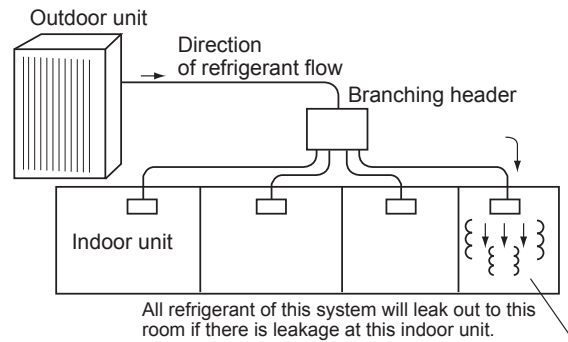 Outdoor unit
Direction
of refrigerant flow
Branching header
Indoor unit
All refrigerant of this system will leak out to this
room if there is leakage at this indoor unit.